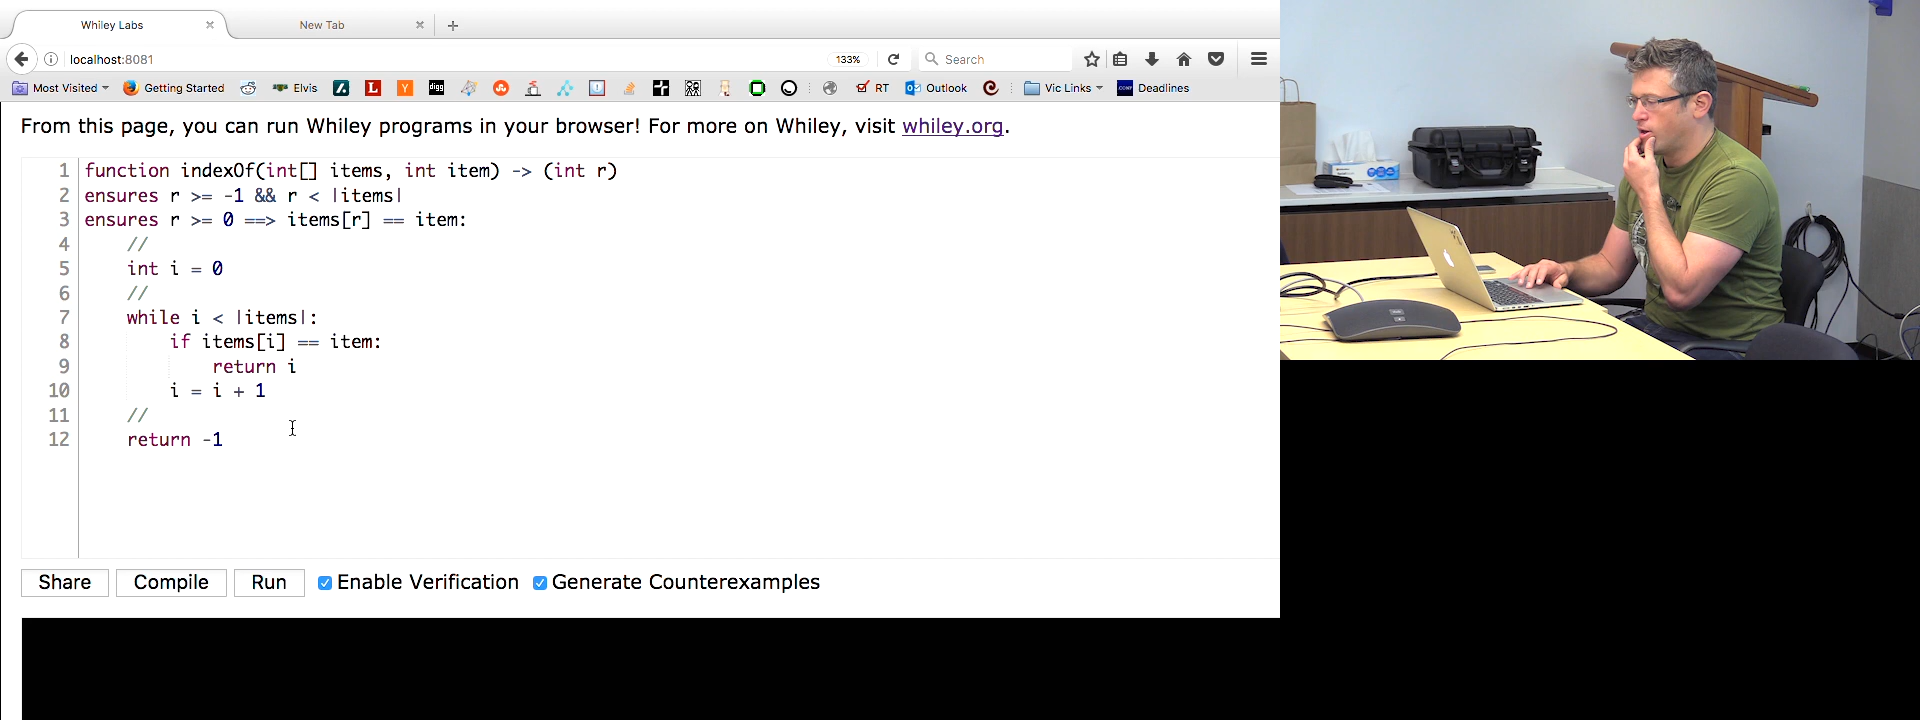 Whiley Labs
New Tab
localhost:8081
133%
Search
Most Visited
Getting Started
Elvis
digg
RT
Outlook
Vic Links
Deadlines
From this page, you can run Whiley programs in your browser! For more on Whiley, visit whiley.org.
1 function indexOf(int[] items, int item) -> (int r)
2 ensures r >= -1 && r < |items|
3 ensures r >= 0 ==> items[r] == item:
4     //
5     int i = 0
6     //
7     while i < |items|:
8         if items[i] == item:
9             return i
10         i = i + 1
11     //
12     return -1
Share
Compile
Run
Enable Verification
Generate Counterexamples